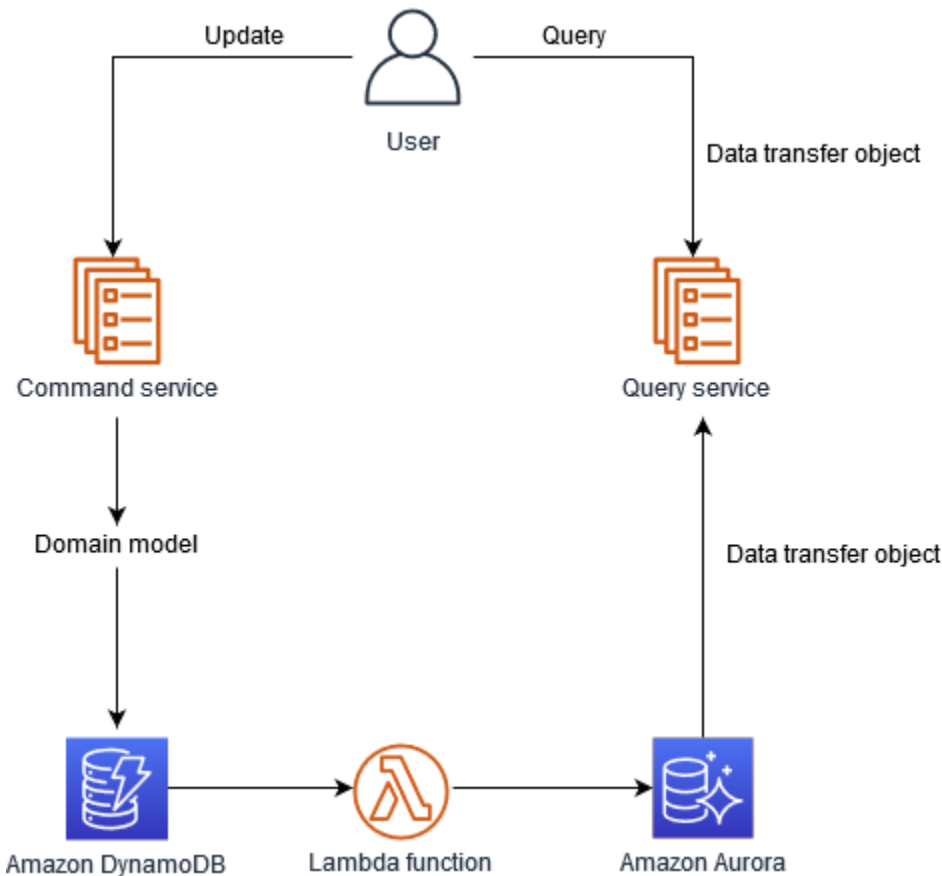 Update
Query
User
Data transfer object
Command service
Query service
Domain model
Data transfer object
Amazon DynamoDB
Lambda function
Amazon Aurora